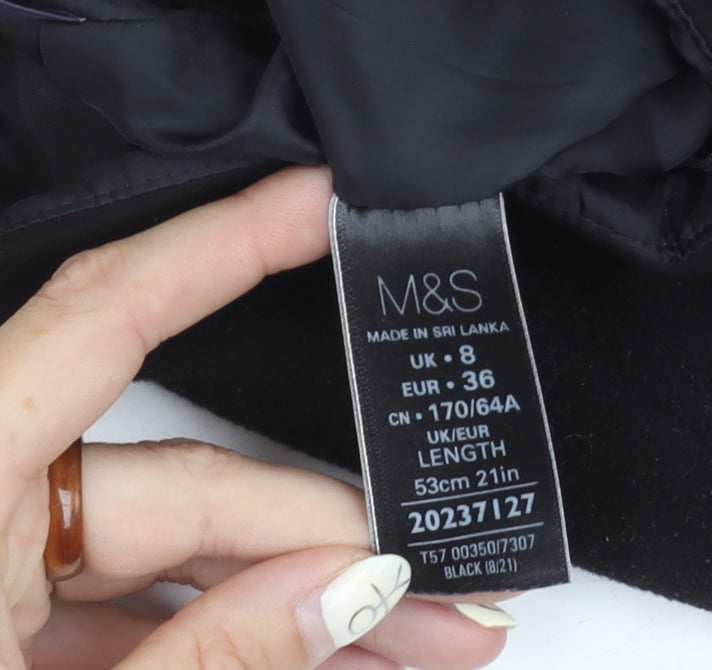 M&S
MADE IN SRI LANKA
UK • 8
EUR • 36
CN • 170/64A
UK/EUR
LENGTH
53cm 21in
20237127
T57 00350/7307
BLACK (8/21)